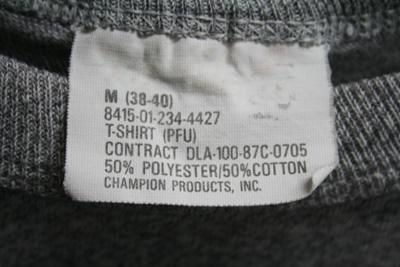 M (38-40)
8415-01-234-4427
T-SHIRT (PFU)
CONTRACT DLA-100-87C-0705
50% POLYESTER/50%COTTON
CHAMPION PRODUCTS, INC.